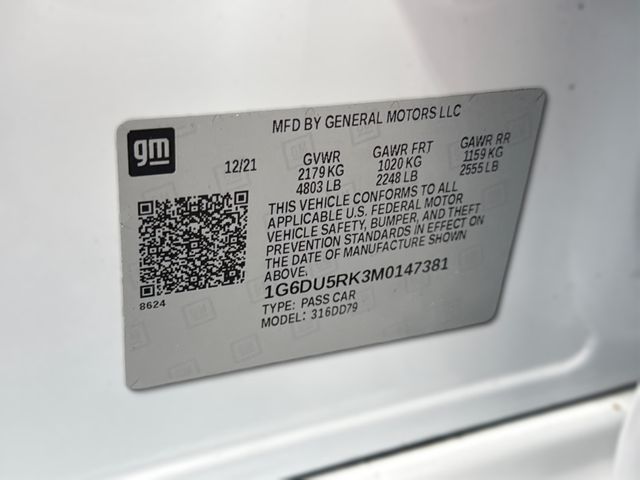 MFD BY GENERAL MOTORS LLC
gm
12/21
GVWR GAWR FRT GAWR RR
2179 KG 1020 KG 1159 KG
4803 LB 2248 LB 2555 LB
THIS VEHICLE CONFORMS TO ALL
APPLICABLE U.S. FEDERAL MOTOR
VEHICLE SAFETY, BUMPER, AND THEFT
PREVENTION STANDARDS IN EFFECT ON
THE DATE OF MANUFACTURE SHOWN
ABOVE.
8624
1G6DU5RK3M0147381
TYPE: PASS CAR
MODEL: 316DD79